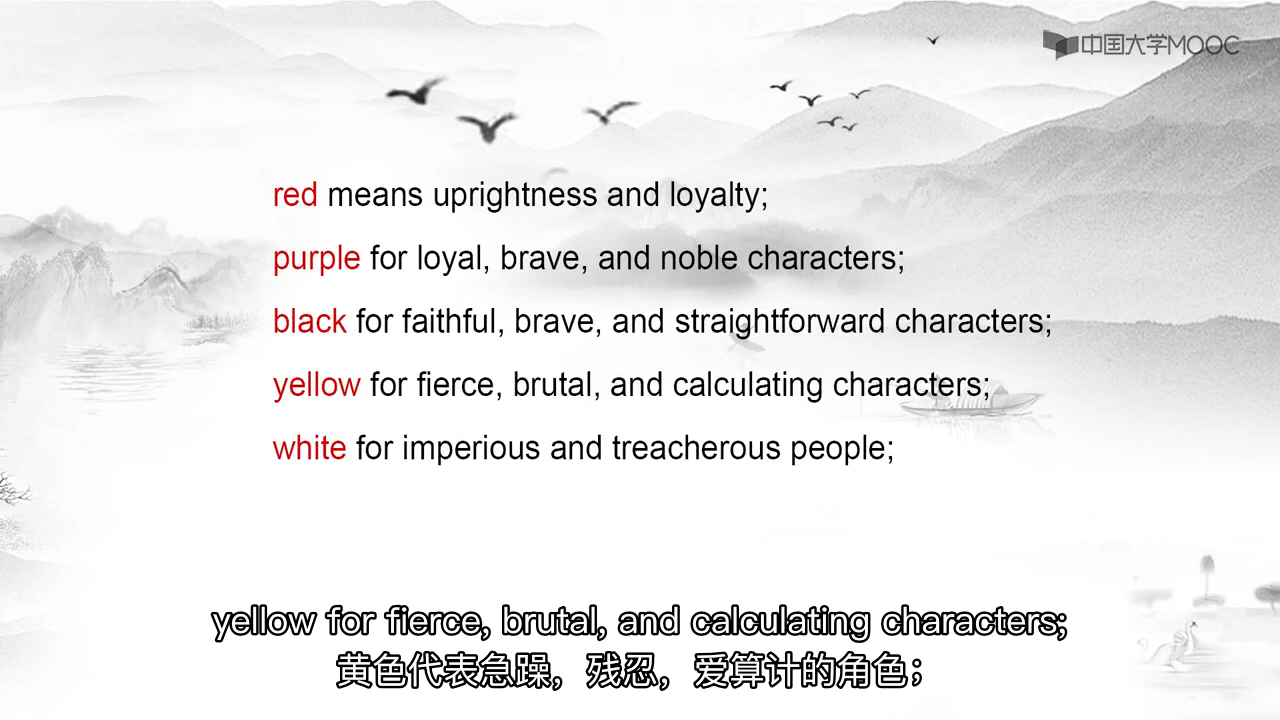 中国大学MOOC
red means uprightness and loyalty;
purple for loyal, brave, and noble characters;
black for faithful, brave, and straightforward characters;
yellow for fierce, brutal, and calculating characters;
white for imperious and treacherous people;
yellow for fierce, brutal, and calculating characters;
黄色代表急躁，残忍，爱算计的角色；